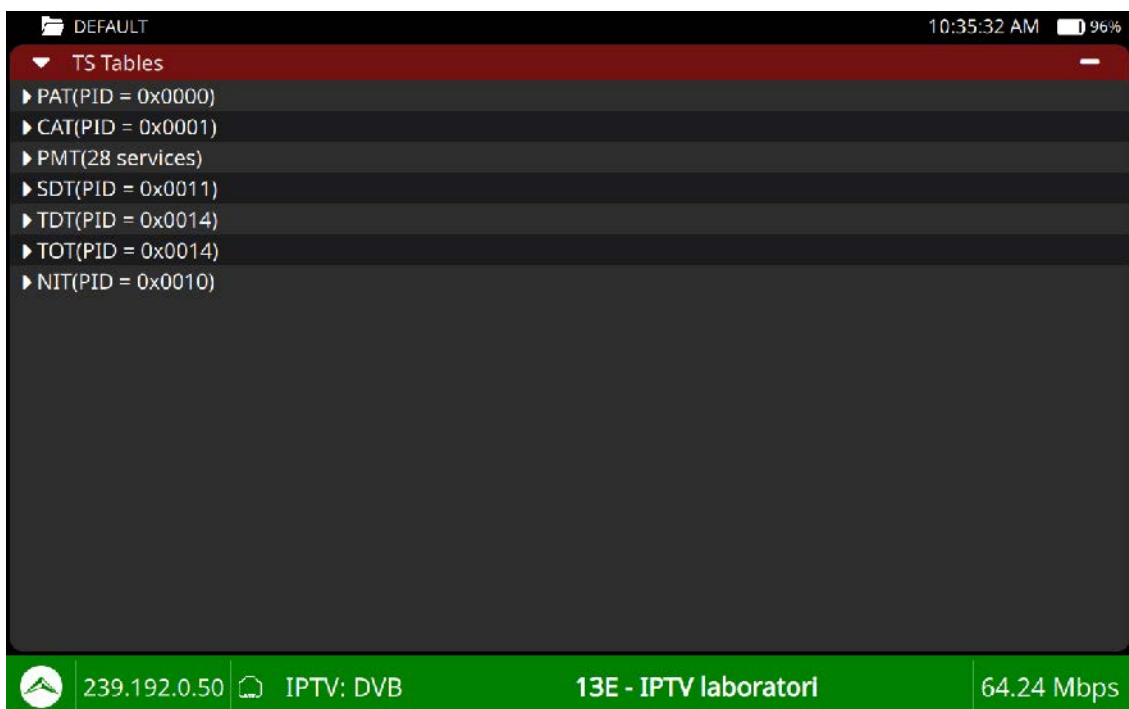 DEFAULT 10:35:32 AM 96%
TS Tables
PAT(PID = 0x0000)
CAT(PID = 0x0001)
PMT(28 services)
SDT(PID = 0x0011)
TDT(PID = 0x0014)
TOT(PID = 0x0014)
NIT(PID = 0x0010)
239.192.0.50 IPTV: DVB 13E - IPTV laboratori 64.24 Mbps